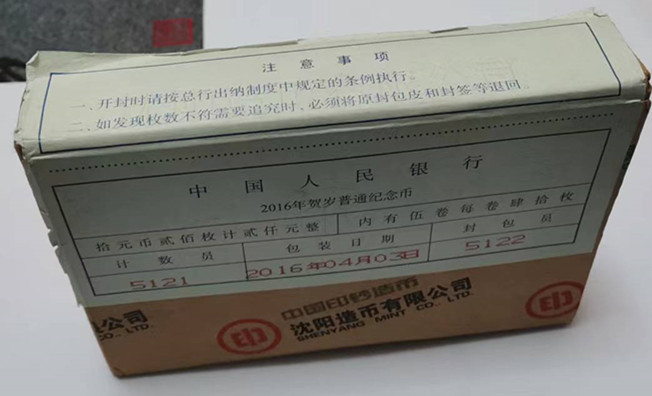 注意事项
一、开封时请按总行出纳制度中规定的条例执行。
二、如发现枚数不符需要追究时，必须将原封包皮和封签等退回。
中国人民银行
2016年贺岁普通纪念币
拾元币贰佰枚计贰仟元整 内有伍卷每卷肆拾枚
计数员 包装日期 封包员
5121 2016年04月03日 5122
中国印钞造币
公司 沈阳造币有限公司
CO.. LTD. SHENYANG MINT CO.. LTD.